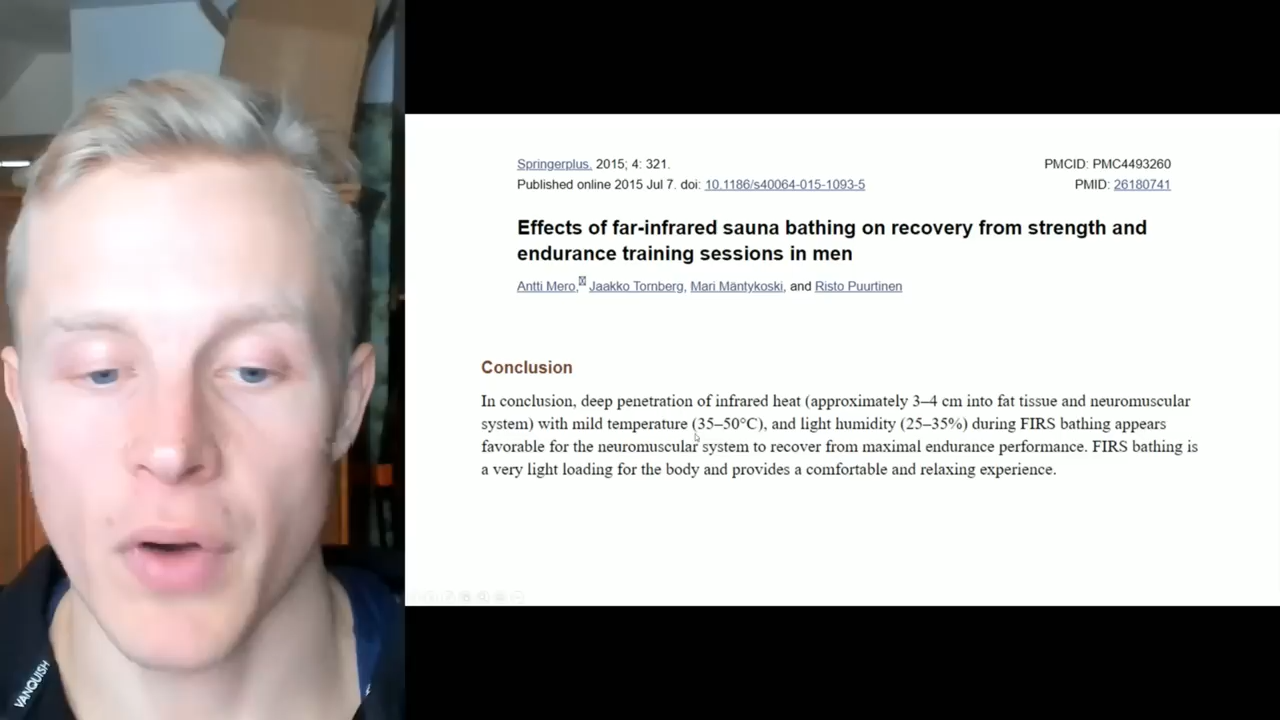 Springerplus. 2015; 4: 321.
PMCID: PMC4493260
Published online 2015 Jul 7. doi: 10.1186/s40064-015-1093-5
PMID: 26180741
Effects of far-infrared sauna bathing on recovery from strength and
endurance training sessions in men
Antti Mero, Jaakko Tornberg, Mari Mäntykoski, and Risto Puurtinen
Conclusion
In conclusion, deep penetration of infrared heat (approximately 3–4 cm into fat tissue and neuromuscular
system) with mild temperature (35–50°C), and light humidity (25–35%) during FIRS bathing appears
favorable for the neuromuscular system to recover from maximal endurance performance. FIRS bathing is
a very light loading for the body and provides a comfortable and relaxing experience.
VANQUISH